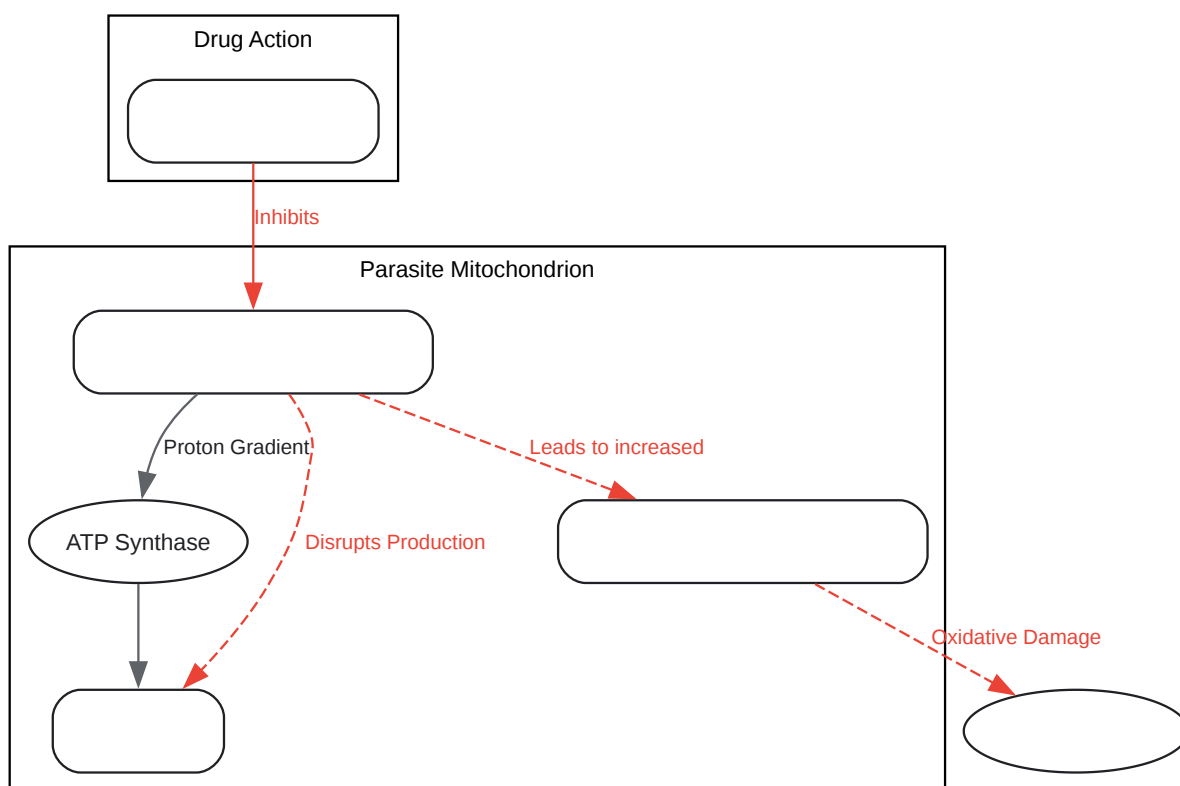 Drug Action
Inhibits
Parasite Mitochondrion
Proton Gradient
Leads to increased
ATP Synthase
Disrupts Production
Oxidative Damage